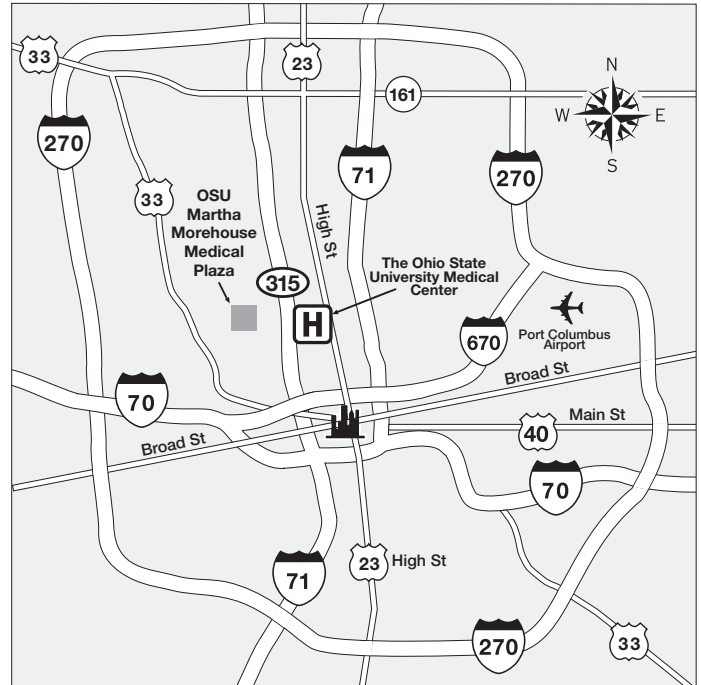 33
23
161
N
W
E
S
270
71
270
33
OSU
Martha
Morehouse
Medical
Plaza
High St
The Ohio State
University Medical
Center
315
H
670
Port Columbus
Airport
Broad St
70
Main St
40
Broad St
70
23
High St
71
270
33